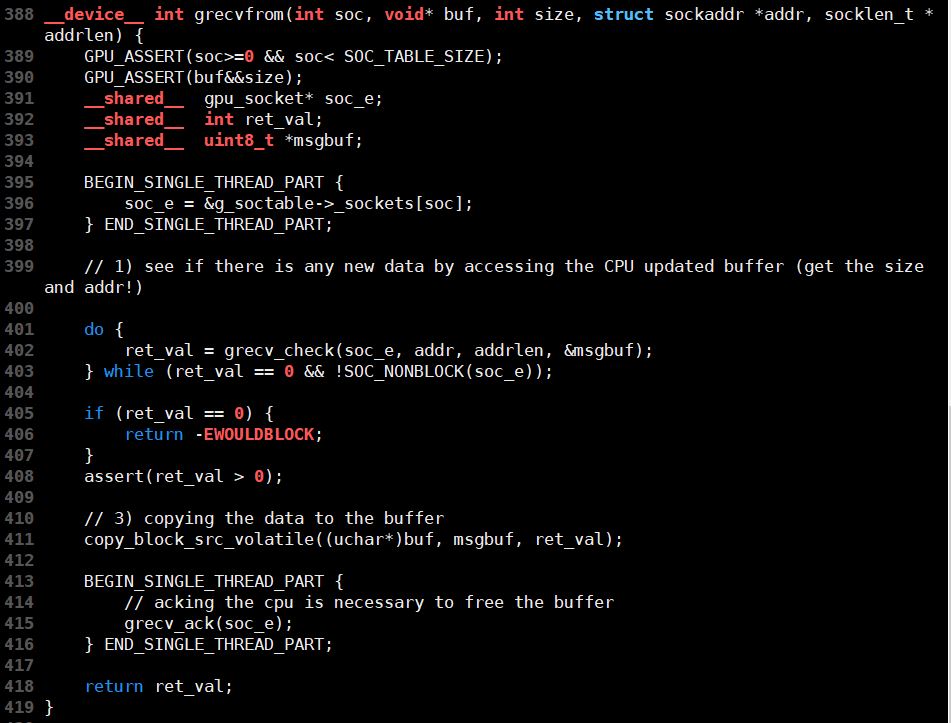 388 __device__ int grecvfrom(int soc, void* buf, int size, struct sockaddr *addr, socklen_t *
addrlen) {
389     GPU_ASSERT(soc>=0 && soc< SOC_TABLE_SIZE);
390     GPU_ASSERT(buf&&size);
391     __shared__  gpu_socket* soc_e;
392     __shared__  int ret_val;
393     __shared__  uint8_t *msgbuf;
394
395     BEGIN_SINGLE_THREAD_PART {
396         soc_e = &g_soctable->_sockets[soc];
397     } END_SINGLE_THREAD_PART;
398
399     // 1) see if there is any new data by accessing the CPU updated buffer (get the size
and addr!)
400
401     do {
402         ret_val = grecv_check(soc_e, addr, addrlen, &msgbuf);
403     } while (ret_val == 0 && !SOC_NONBLOCK(soc_e));
404
405     if (ret_val == 0) {
406         return -EWOULDBLOCK;
407     }
408     assert(ret_val > 0);
409
410     // 3) copying the data to the buffer
411     copy_block_src_volatile((uchar*)buf, msgbuf, ret_val);
412
413     BEGIN_SINGLE_THREAD_PART {
414         // acking the cpu is necessary to free the buffer
415         grecv_ack(soc_e);
416     } END_SINGLE_THREAD_PART;
417
418     return ret_val;
419 }